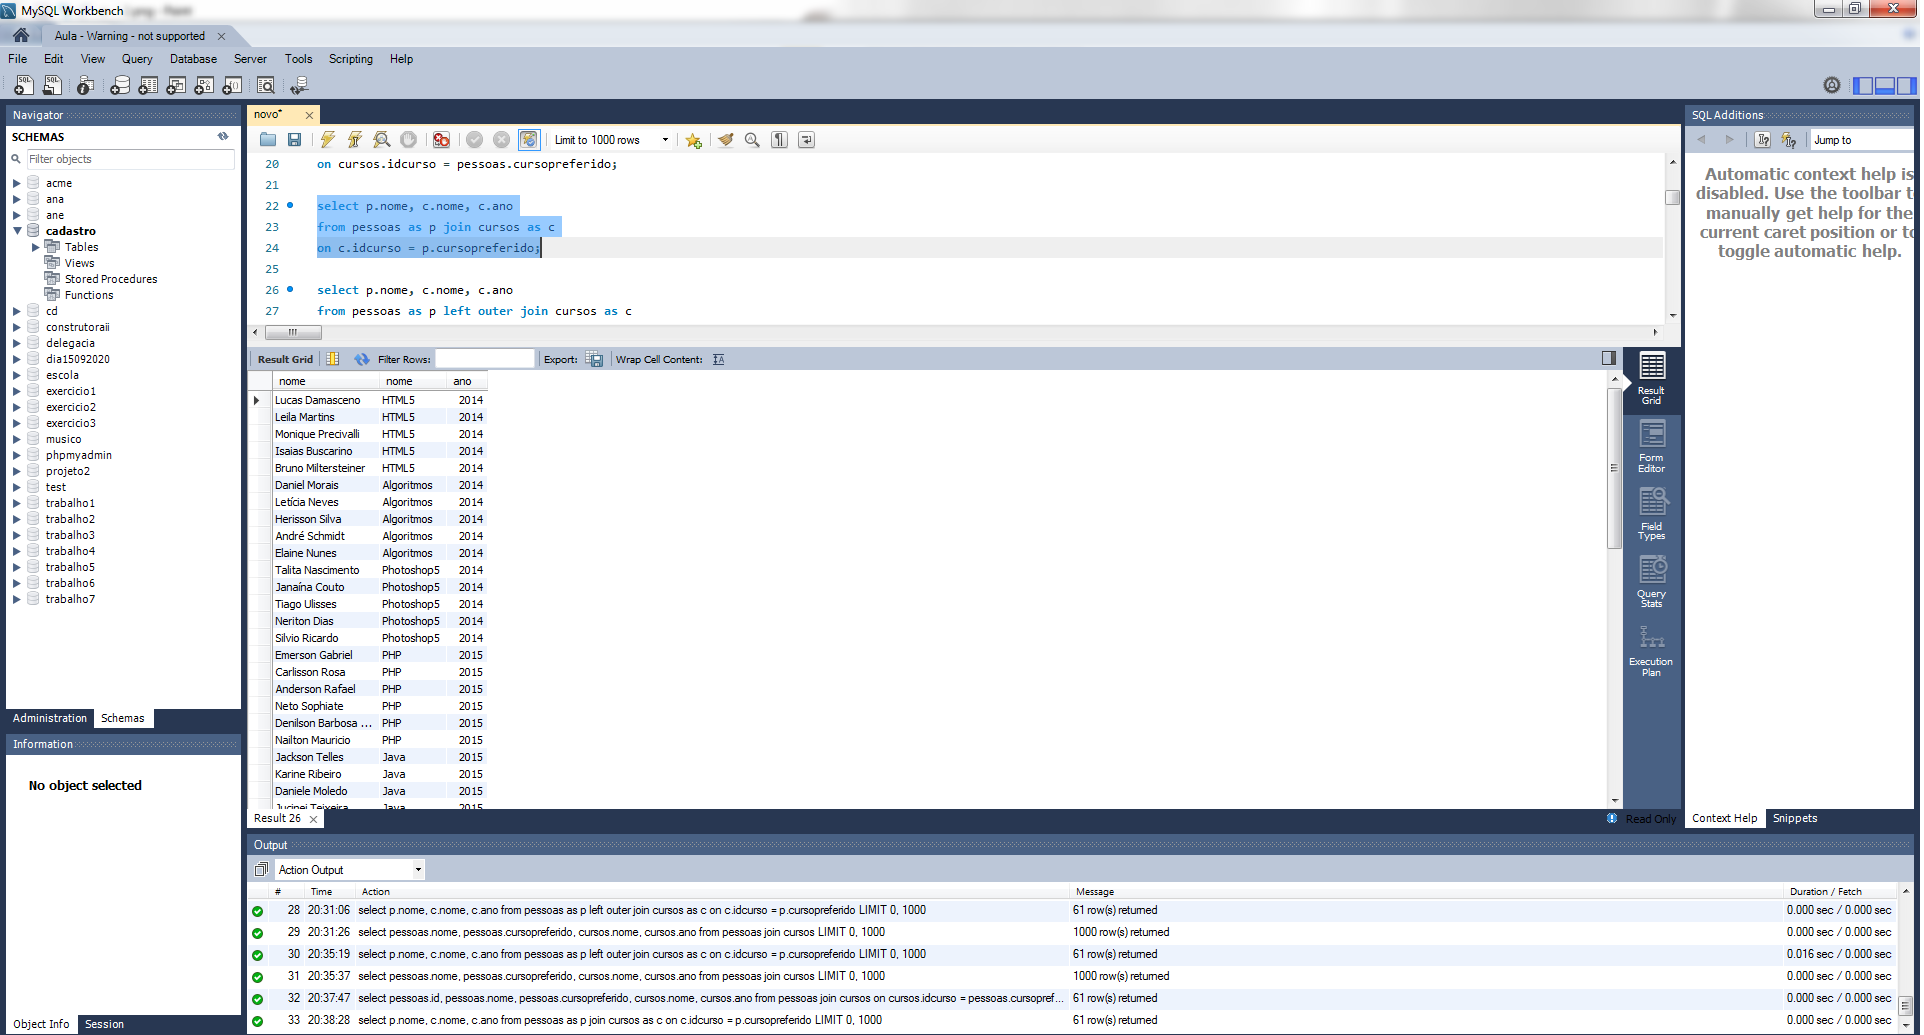 MySQL Workbench
Aula - Warning - not supported
File Edit View Query Database Server Tools Scripting Help
Navigator
SCHEMAS
Filter objects
acme
ana
ane
cadastro
Tables
Views
Stored Procedures
Functions
cd
construtoraii
delegacia
dia15092020
escola
exercicio1
exercicio2
exercicio3
musico
phpmyadmin
projeto2
test
trabalho1
trabalho2
trabalho3
trabalho4
trabalho5
trabalho6
trabalho7
Administration Schemas
Information
No object selected
Object Info Session
novo*
Limit to 1000 rows
20 on cursos.idcurso = pessoas.cursopreferido;
21
22 select p.nome, c.nome, c.ano
23 from pessoas as p join cursos as c
24 on c.idcurso = p.cursopreferido;
25
26 select p.nome, c.nome, c.ano
27 from pessoas as p left outer join cursos as c
Result Grid Filter Rows: Export: Wrap Cell Content:
nome nome ano
Lucas Damasceno HTML5 2014
Leila Martins HTML5 2014
Monique Precivalli HTML5 2014
Isaias Buscarino HTML5 2014
Bruno Miltersteiner HTML5 2014
Daniel Morais Algoritmos 2014
Letícia Neves Algoritmos 2014
Herisson Silva Algoritmos 2014
André Schmidt Algoritmos 2014
Elaine Nunes Algoritmos 2014
Talita Nascimento Photoshop5 2014
Janaína Couto Photoshop5 2014
Tiago Ulisses Photoshop5 2014
Neriton Dias Photoshop5 2014
Silvio Ricardo Photoshop5 2014
Emerson Gabriel PHP 2015
Carlisson Rosa PHP 2015
Anderson Rafael PHP 2015
Neto Sophiate PHP 2015
Denilson Barbosa ... PHP 2015
Nailton Mauricio PHP 2015
Jackson Telles Java 2015
Karine Ribeiro Java 2015
Daniele Moledo Java 2015
Jucinei Teixeira Java 2015
Result 26
Read Only
Result
Grid
Form
Editor
Field
Types
Query
Stats
Execution
Plan
SQL Additions
Jump to
Automatic context help is
disabled. Use the toolbar t
manually get help for the
current caret position or to
toggle automatic help.
Context Help Snippets
Output
Action Output
# Time Action Message Duration / Fetch
28 20:31:06 select p.nome, c.nome, c.ano from pessoas as p left outer join cursos as c on c.idcurso = p.cursopreferido LIMIT 0, 1000 61 row(s) returned 0.000 sec / 0.000 sec
29 20:31:26 select pessoas.nome, pessoas.cursopreferido, cursos.nome, cursos.ano from pessoas join cursos LIMIT 0, 1000 1000 row(s) returned 0.000 sec / 0.000 sec
30 20:35:19 select p.nome, c.nome, c.ano from pessoas as p left outer join cursos as c on c.idcurso = p.cursopreferido LIMIT 0, 1000 61 row(s) returned 0.016 sec / 0.000 sec
31 20:35:37 select pessoas.nome, pessoas.cursopreferido, cursos.nome, cursos.ano from pessoas join cursos LIMIT 0, 1000 1000 row(s) returned 0.000 sec / 0.000 sec
32 20:37:47 select pessoas.id, pessoas.nome, pessoas.cursopreferido, cursos.nome, cursos.ano from pessoas join cursos on cursos.idcurso = pessoas.cursopref... 61 row(s) returned 0.000 sec / 0.000 sec
33 20:38:28 select p.nome, c.nome, c.ano from pessoas as p join cursos as c on c.idcurso = p.cursopreferido LIMIT 0, 1000 61 row(s) returned 0.000 sec / 0.000 sec